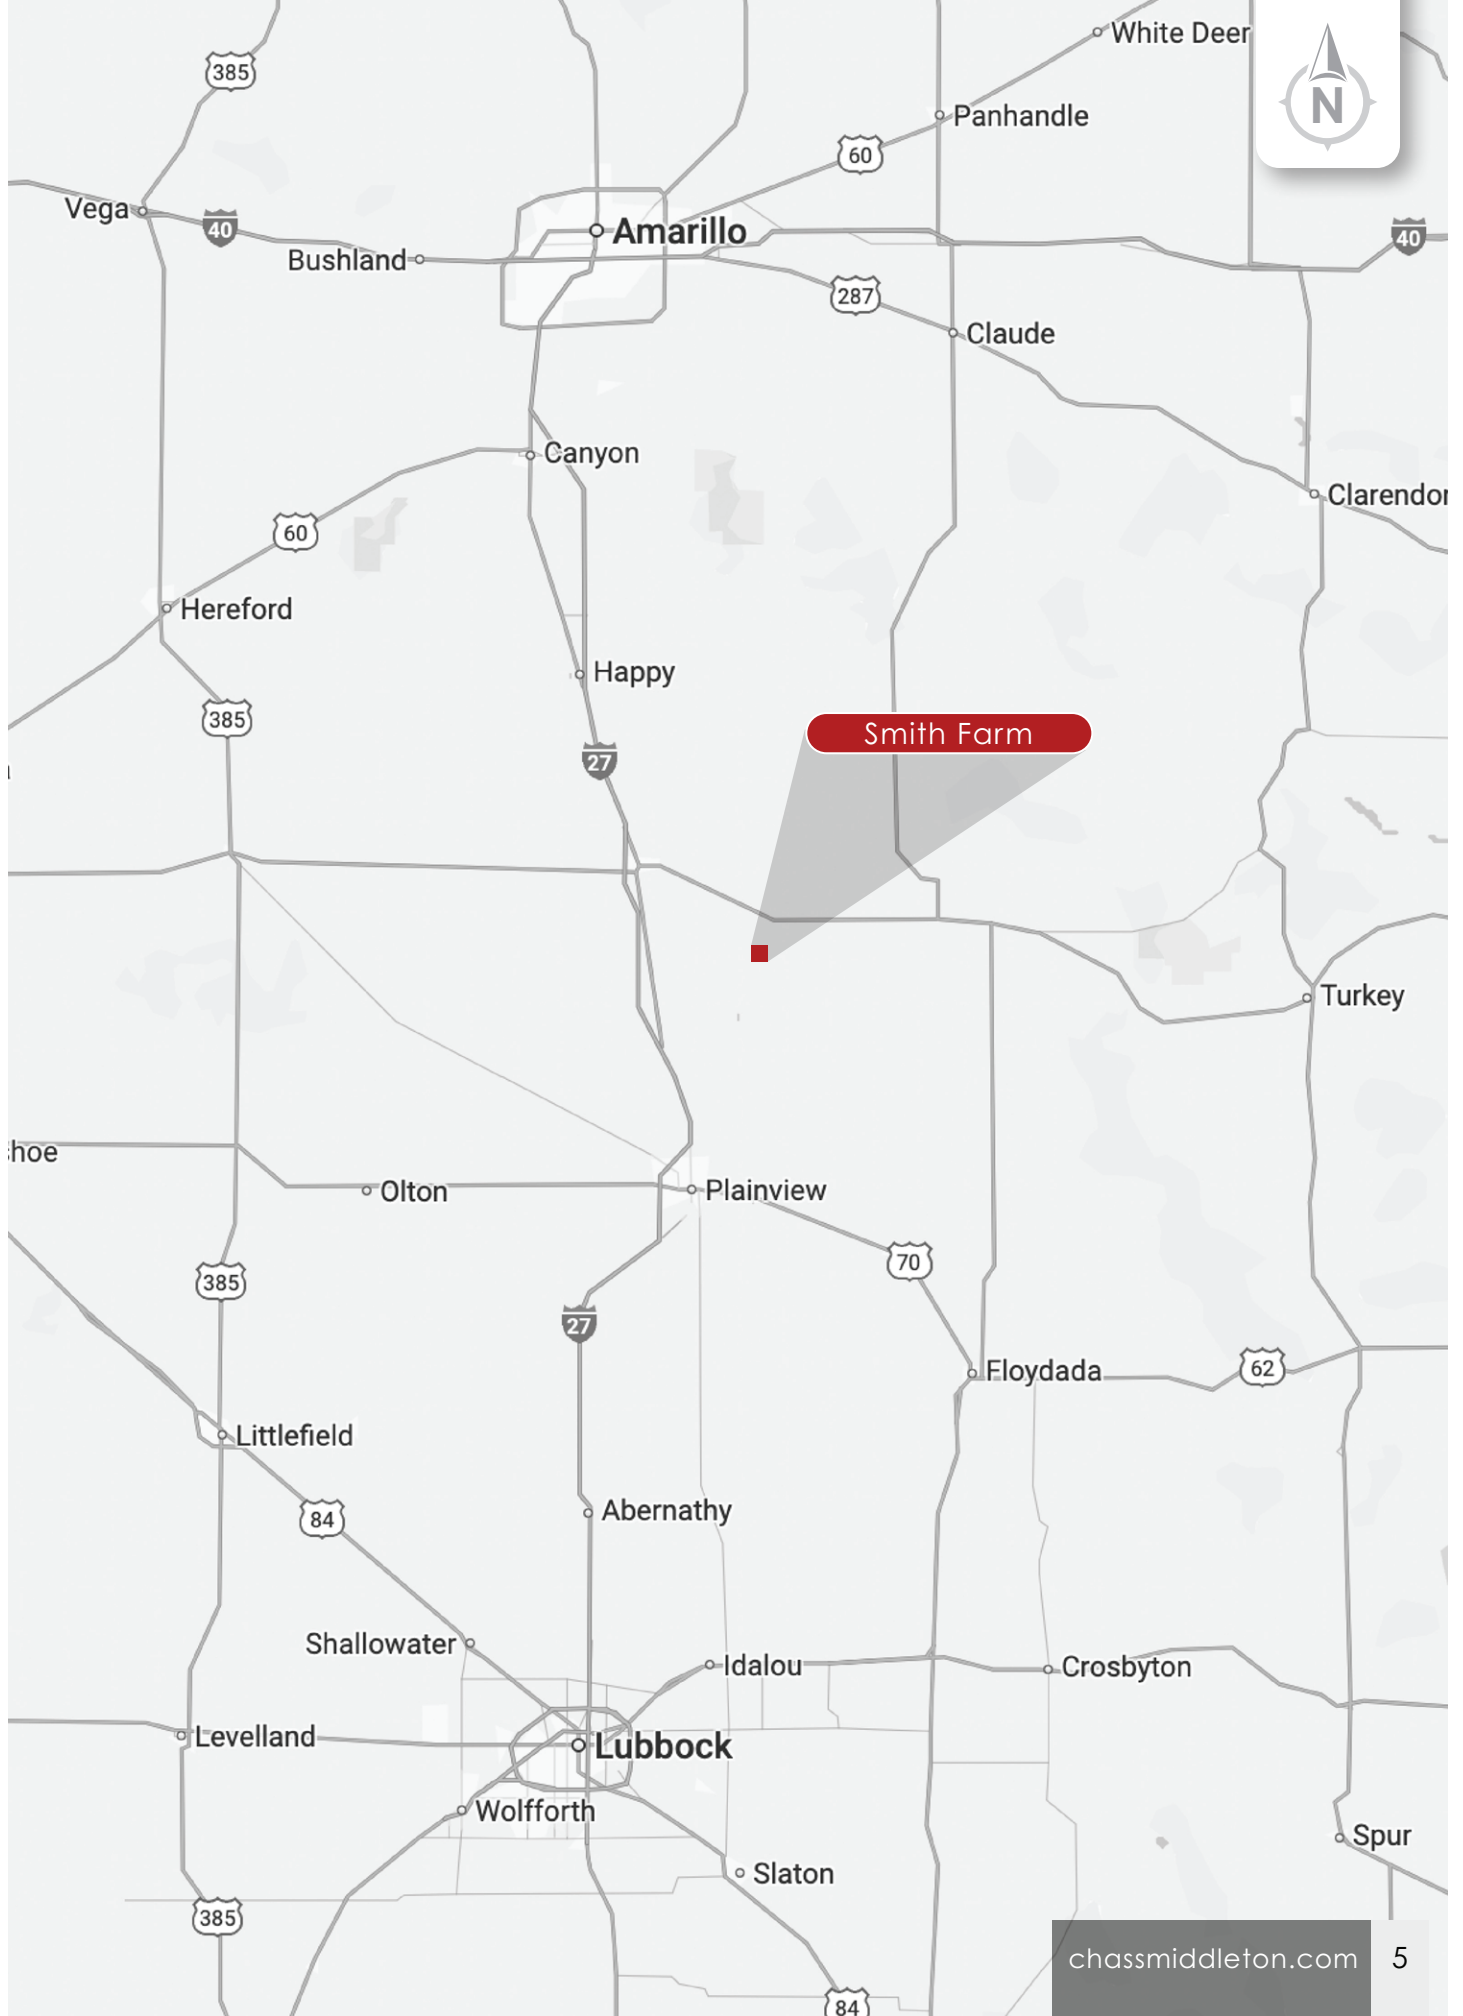 White Deer
N
385
Panhandle
60
Vega
40
Amarillo
40
Bushland
287
Claude
Canyon
Clarendon
60
Hereford
Happy
385
Smith Farm
27
Turkey
hoe
Olton
Plainview
70
385
27
Floydada
62
Littlefield
Abernathy
84
Shallowater
Idalou
Crosbyton
Levelland
Lubbock
Wolfforth
Spur
Slaton
385
chassmiddleton.com 5
84